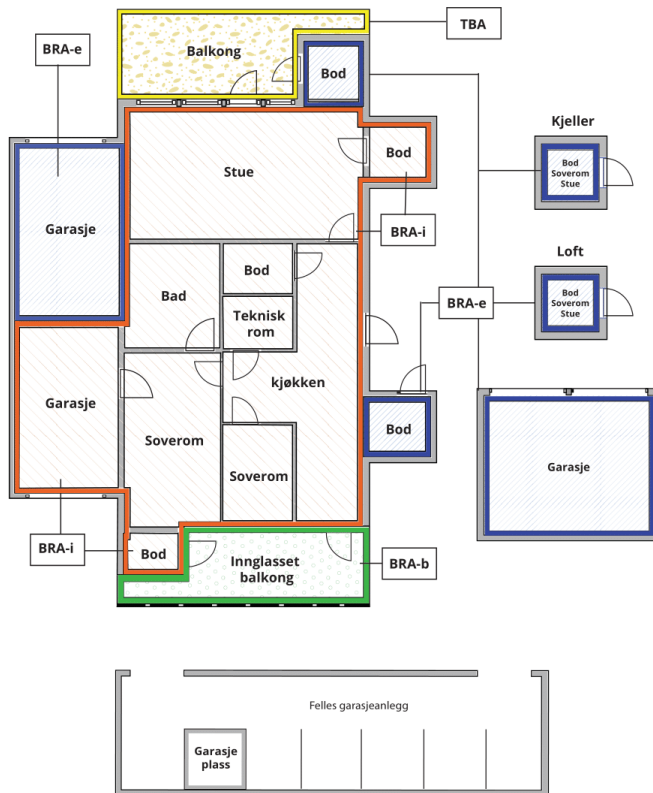 TBA
BRA-e
Balkong
Bod
Kjeller
Bod
Soverom
Stue
Stue
Bod
BRA-i
Garasje
Loft
Bod
Soverom
Stue
Bad
Bod
Teknisk
rom
BRA-e
kjøkken
Garasje
Soverom
Soverom
Bod
Garasje
BRA-i
Bod
Innglasset
balkong
BRA-b
Felles garasjeanlegg
Garasje
plass